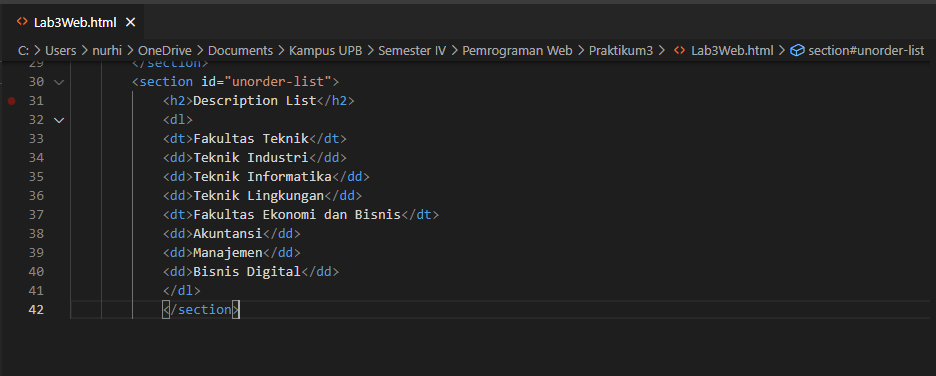 Lab3Web.html
C: > Users > nurhi > OneDrive > Documents > Kampus UPB > Semester IV > Pemrograman Web > Praktikum3 > Lab3Web.html > section#unorder-list
29 </section>
30 <section id="unorder-list">
31 <h2>Description List</h2>
32 <dl>
33 <dt>Fakultas Teknik</dt>
34 <dd>Teknik Industri</dd>
35 <dd>Teknik Informatika</dd>
36 <dd>Teknik Lingkungan</dd>
37 <dt>Fakultas Ekonomi dan Bisnis</dt>
38 <dd>Akuntansi</dd>
39 <dd>Manajemen</dd>
40 <dd>Bisnis Digital</dd>
41 </dl>
42 </section>